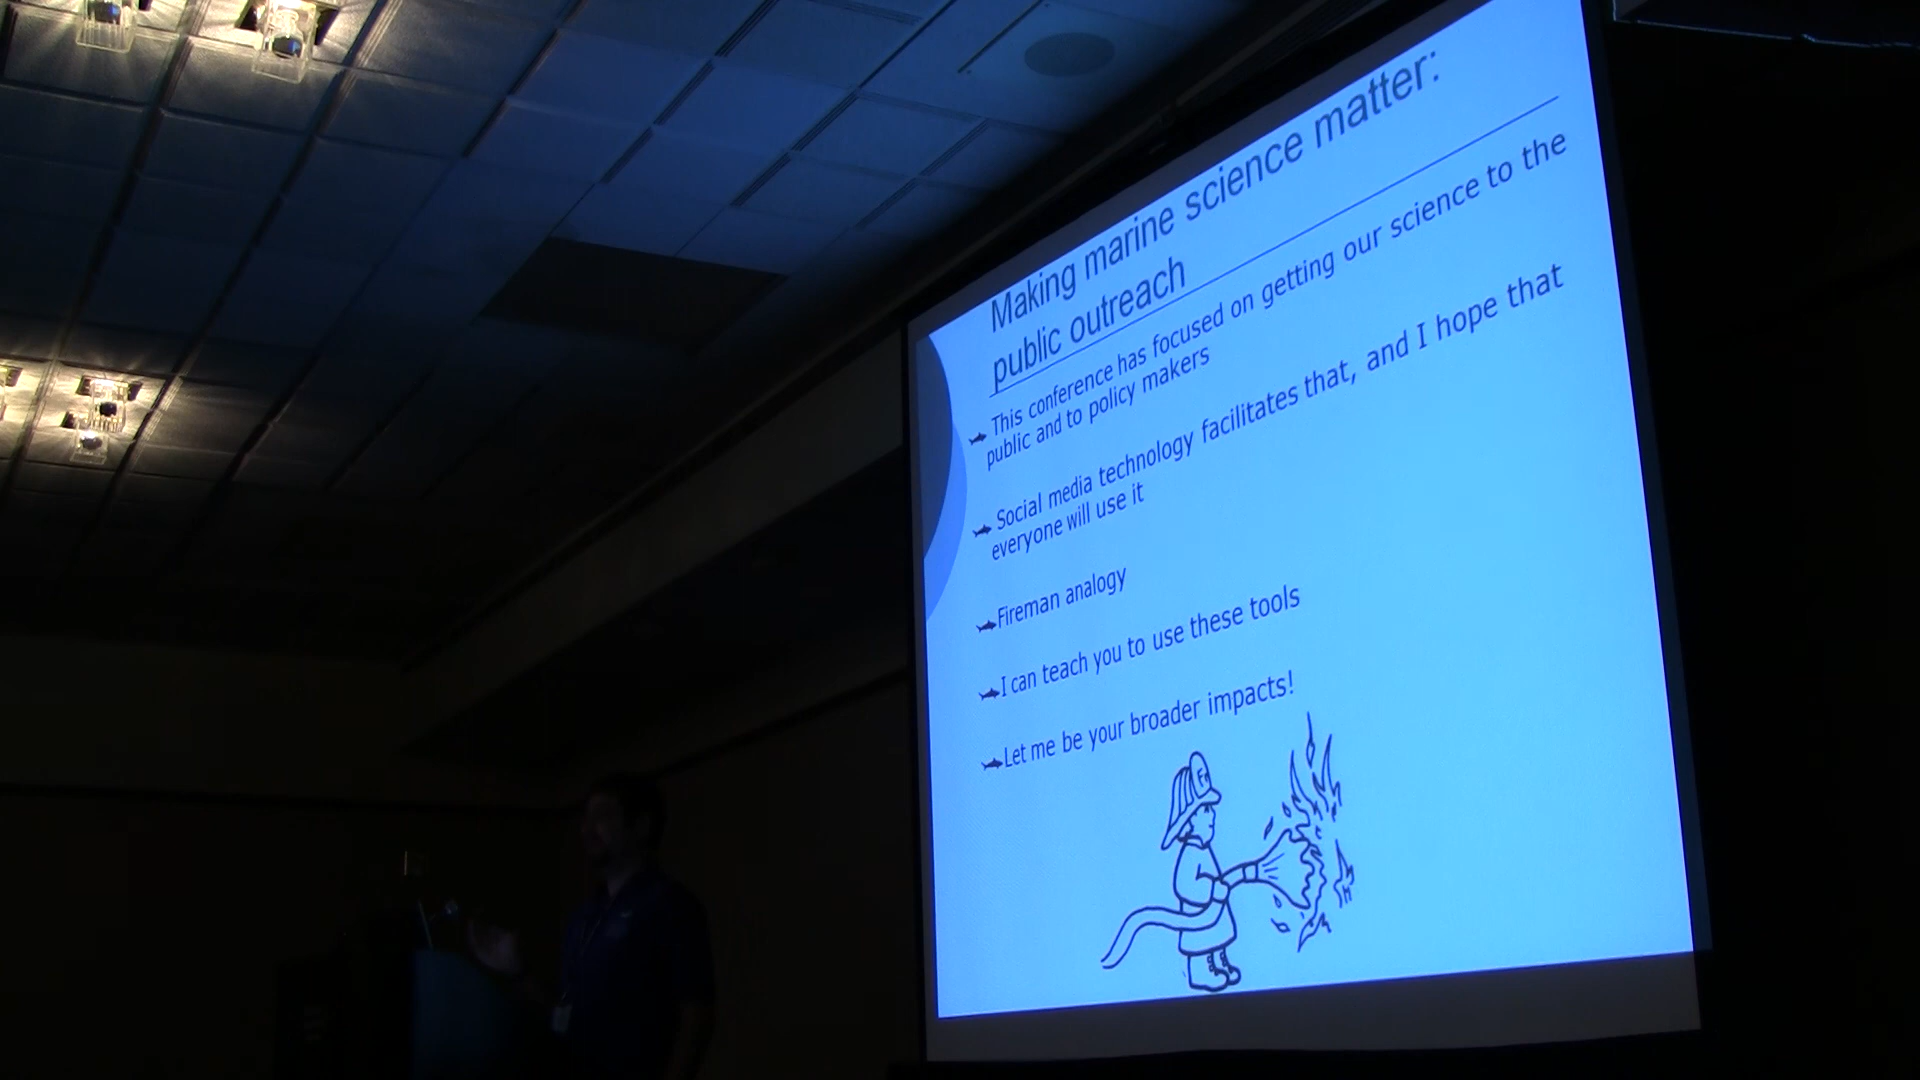 Making marine science matter:
public outreach
This conference has focused on getting our science to the
public and to policy makers
Social media technology facilitates that, and I hope that
everyone will use it
Fireman analogy
I can teach you to use these tools
Let me be your broader impacts!